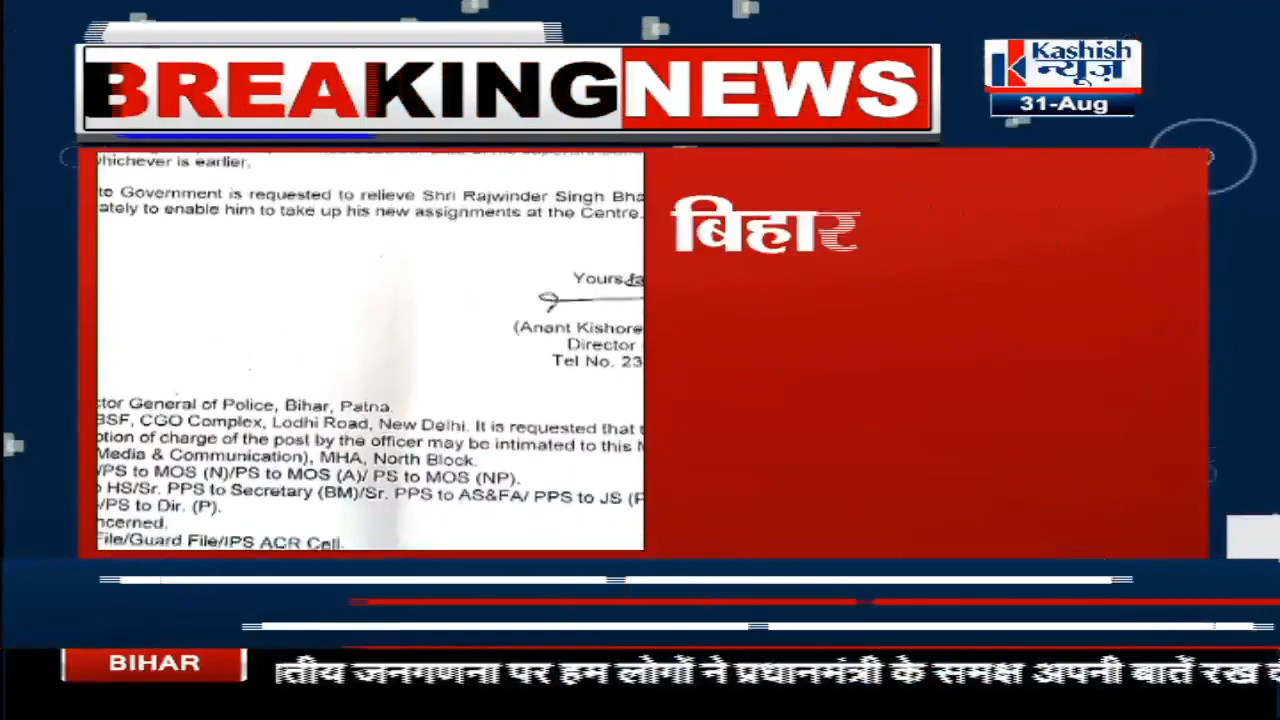 BREAKING NEWS
Kashish
न्यूज़
31-Aug
whichever is earlier.
te Government is requested to relieve Shri Rajwinder Singh Bha
ately to enable him to take up his new assignments at the Centre.
Yours fa
(Anant Kishore
Director
Tel No. 23
ctor General of Police, Bihar, Patna.
BSF, CGO Complex, Lodhi Road, New Delhi. It is requested that
ption of charge of the post by the officer may be intimated to this M
Media & Communication), MHA, North Block.
/PS to MOS (N)/PS to MOS (A)/ PS to MOS (NP).
HS/Sr. PPS to Secretary (BM)/Sr. PPS to AS&FA/ PPS to JS (P
/PS to Dir. (P).
ncerned.
File/Guard File/IPS ACR Cell.
बिहार
BIHAR
तीय जनगणना पर हम लोगों ने प्रधानमंत्री के समक्ष अपनी बातें रख द